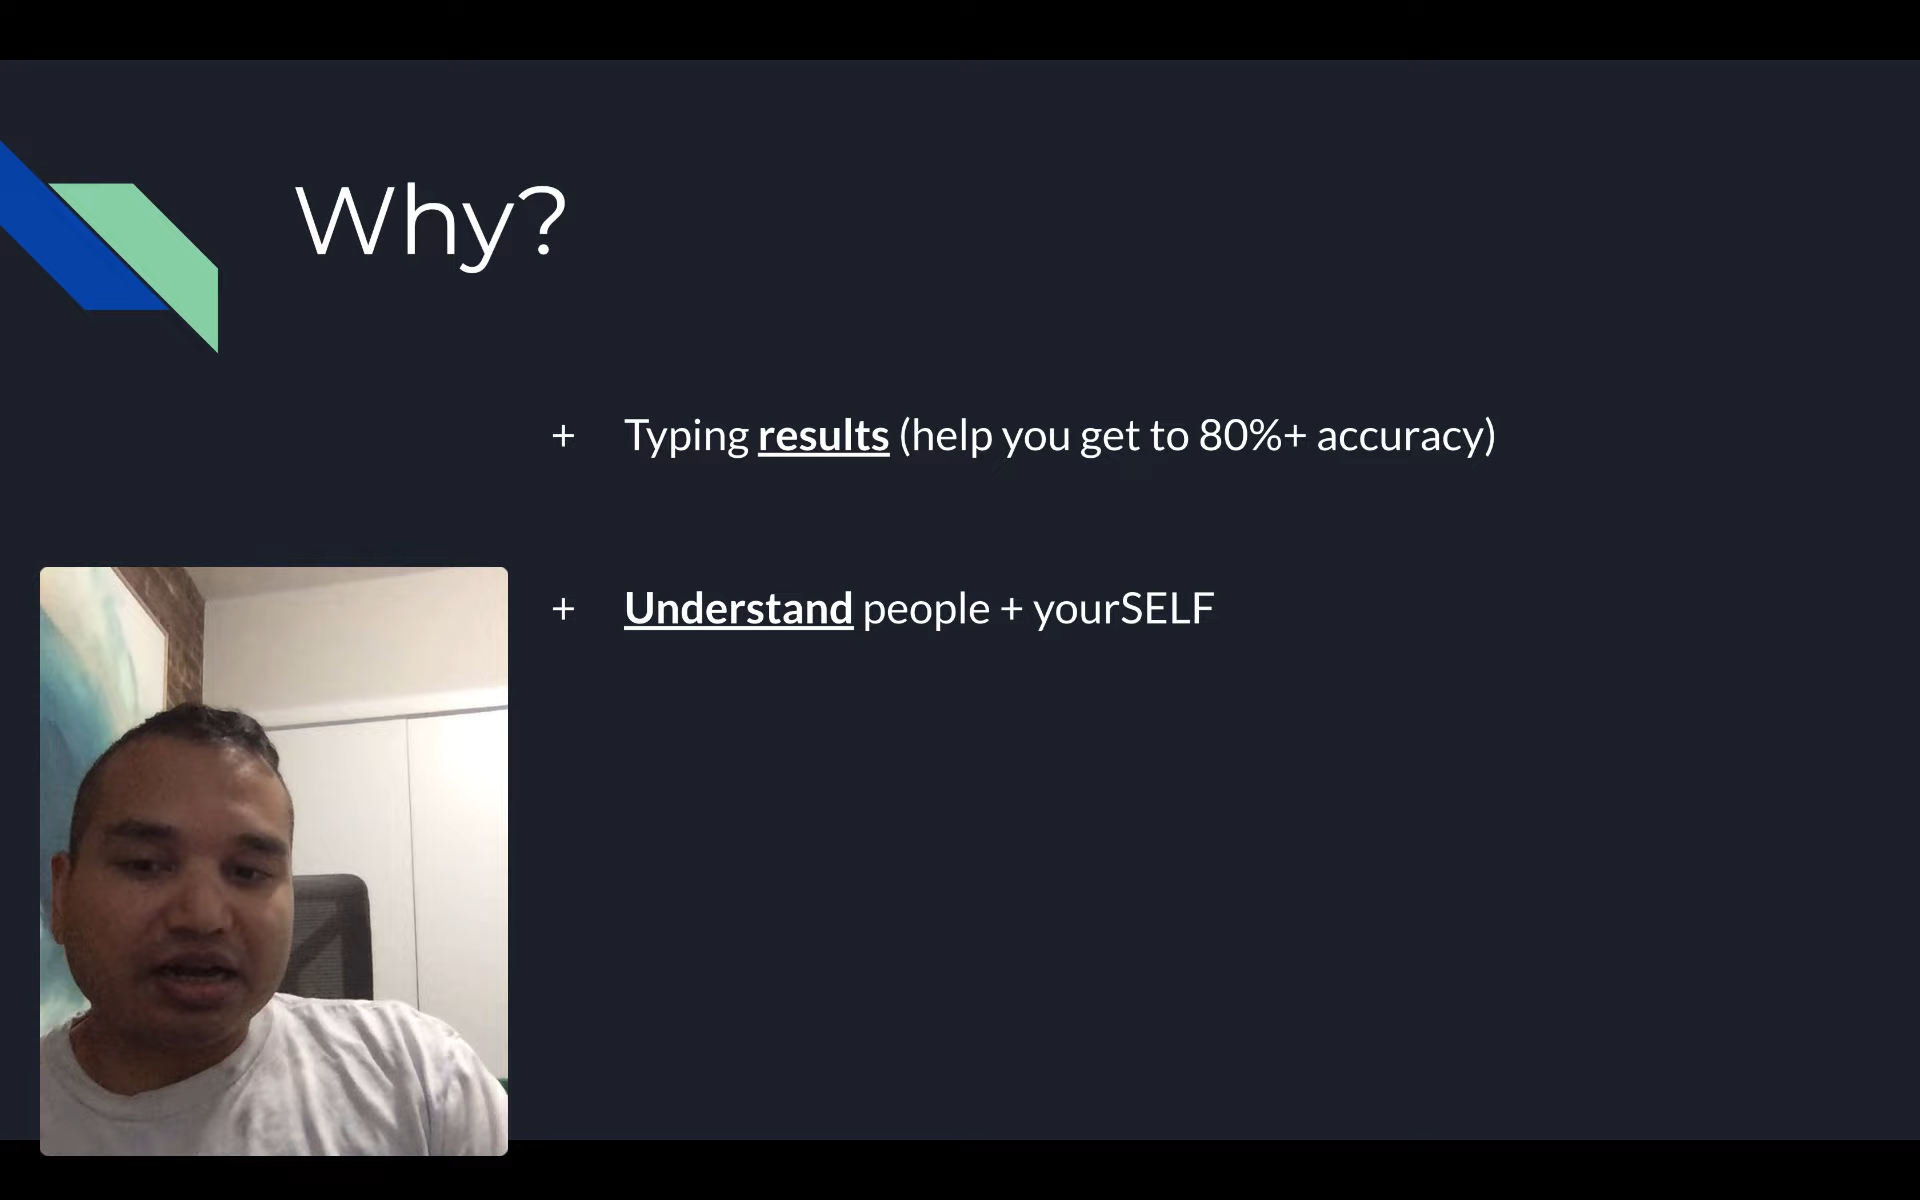 Why?
+ Typing results (help you get to 80%+ accuracy)
+ Understand people + yourSELF